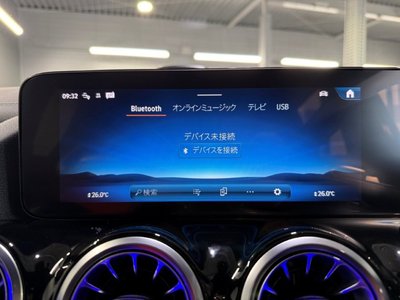 09:32
Bluetooth オンラインミュージック テレビ USB
デバイス未接続
デバイスを接続
26.0℃ 検索 ... 26.0℃